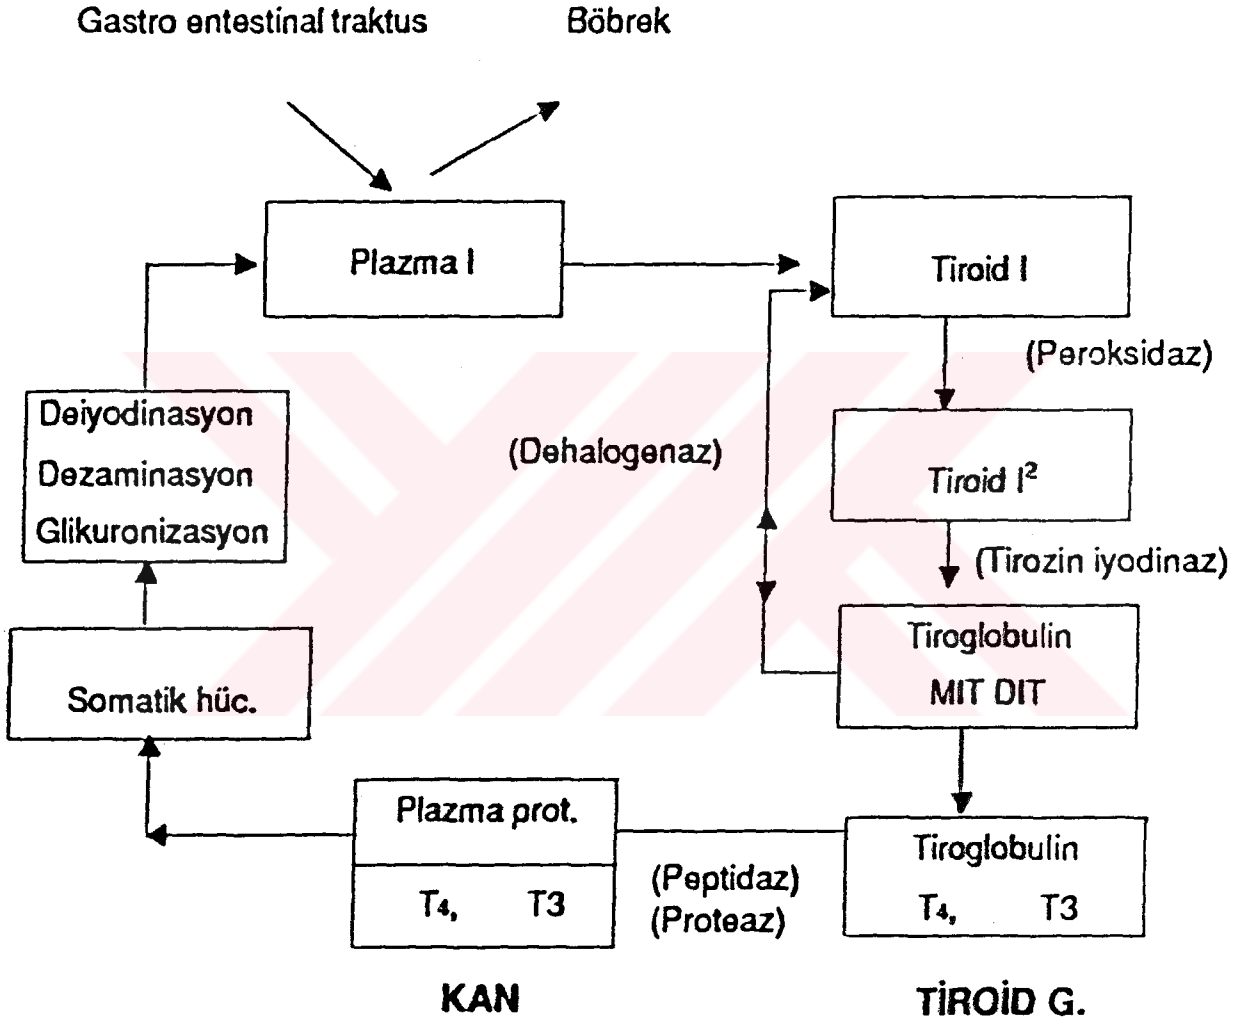 Gastro entestinal traktus
Böbrek
Plazma I
Tiroid I
(Peroksidaz)
Deiyodinasyon
Dezaminasyon
Glikuronizasyon
(Dehalogenaz)
Tiroid I²
(Tirozin iyodinaz)
Tiroglobulin
MIT DIT
Somatik hüc.
Plazma prot.
T₄, T3
(Peptidaz)
(Proteaz)
Tiroglobulin
T₄, T3
KAN
TİROİD G.